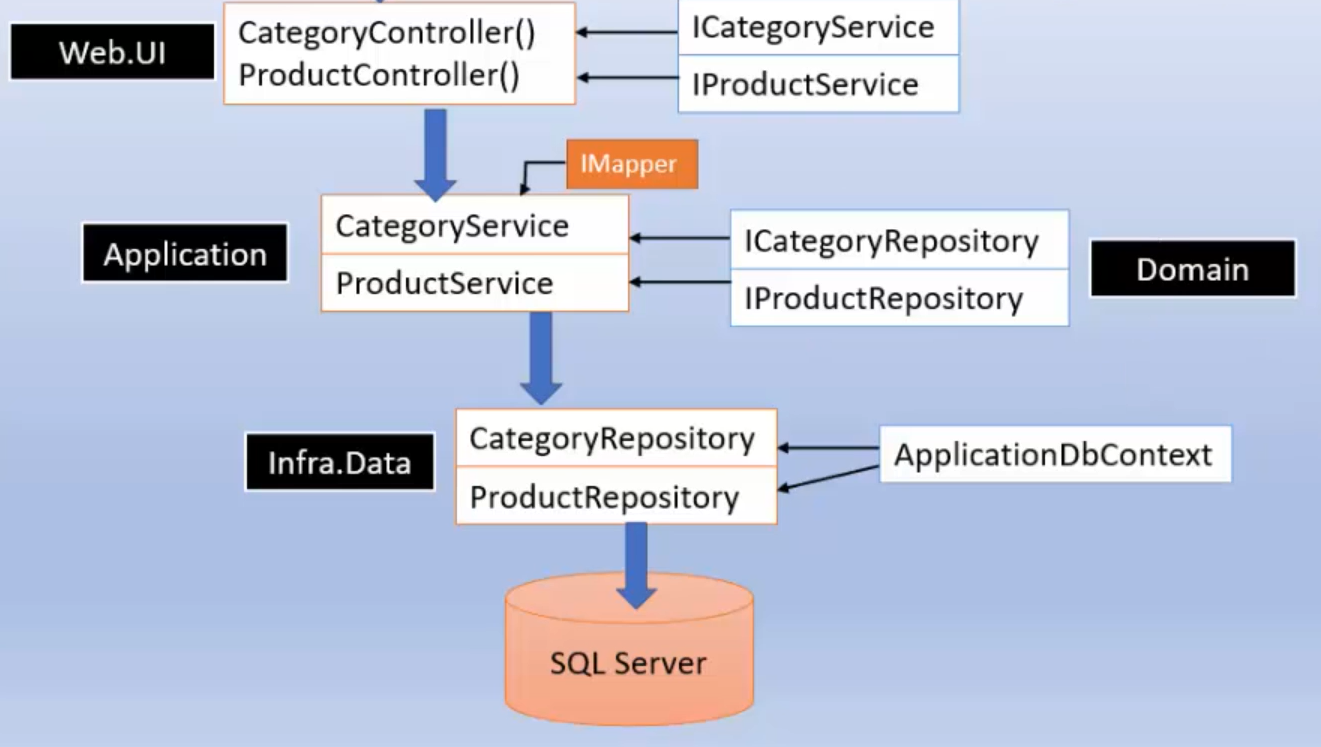 Web.UI
CategoryController()
ProductController()
ICategoryService
IProductService
IMapper
Application
CategoryService
ProductService
ICategoryRepository
IProductRepository
Domain
Infra.Data
CategoryRepository
ProductRepository
ApplicationDbContext
SQL Server